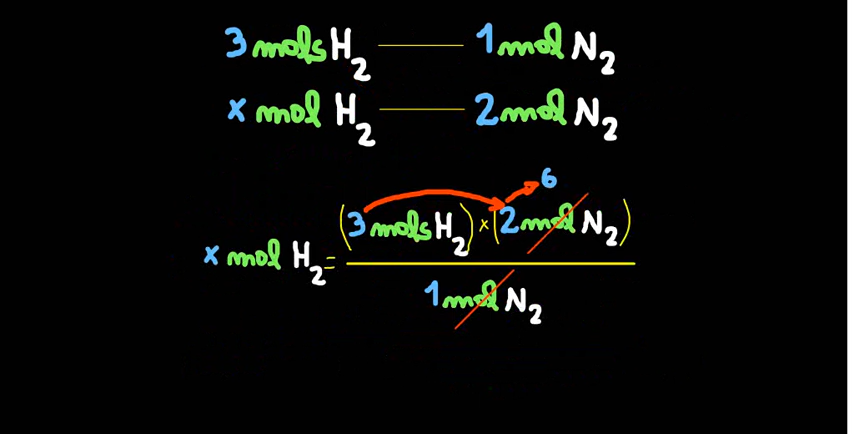 3 mols H₂ — 1 mol N₂
x mol H₂ — 2 mol N₂
6
(3 mols H₂) × (2 mol N₂)
x mol H₂ =
1 mol N₂